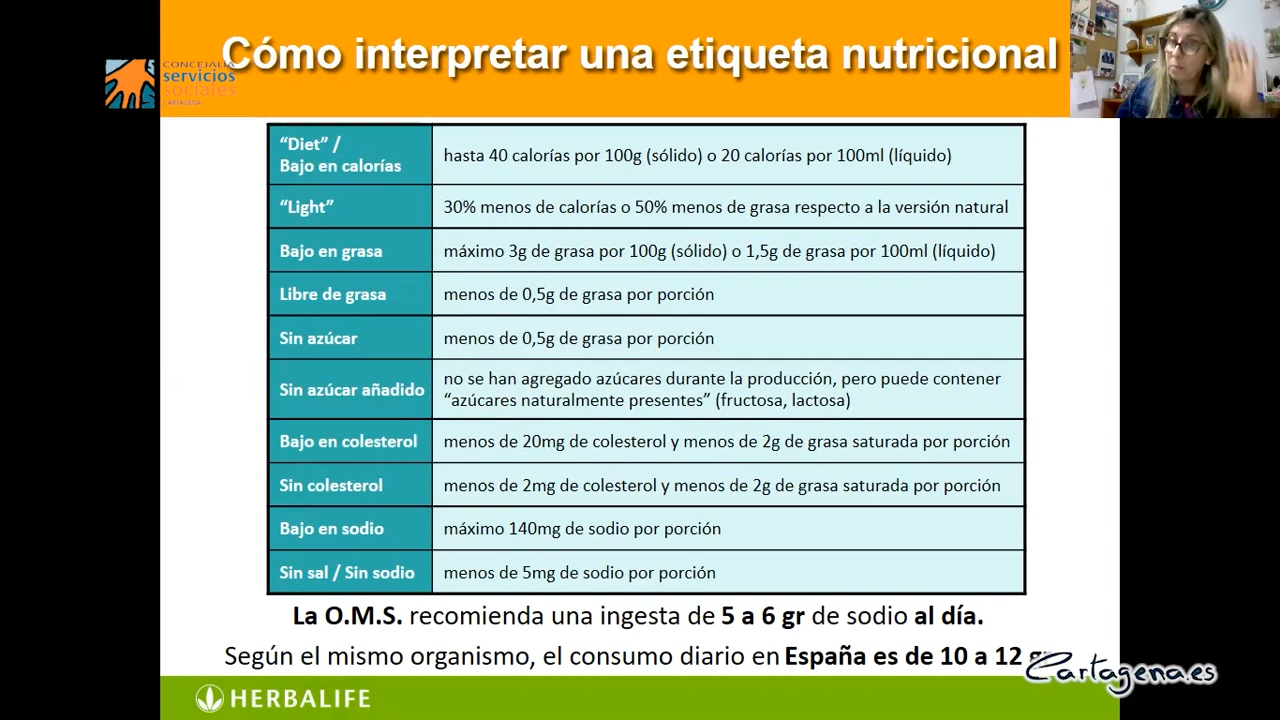 Cómo interpretar una etiqueta nutricional
CONCEJALÍA
servicios
sociales
CARTAGENA
“Diet” /
Bajo en calorías
hasta 40 calorías por 100g (sólido) o 20 calorías por 100ml (líquido)
“Light”
30% menos de calorías o 50% menos de grasa respecto a la versión natural
Bajo en grasa
máximo 3g de grasa por 100g (sólido) o 1,5g de grasa por 100ml (líquido)
Libre de grasa
menos de 0,5g de grasa por porción
Sin azúcar
menos de 0,5g de grasa por porción
Sin azúcar añadido
no se han agregado azúcares durante la producción, pero puede contener
“azúcares naturalmente presentes” (fructosa, lactosa)
Bajo en colesterol
menos de 20mg de colesterol y menos de 2g de grasa saturada por porción
Sin colesterol
menos de 2mg de colesterol y menos de 2g de grasa saturada por porción
Bajo en sodio
máximo 140mg de sodio por porción
Sin sal / Sin sodio
menos de 5mg de sodio por porción
La O.M.S. recomienda una ingesta de 5 a 6 gr de sodio al día.
Según el mismo organismo, el consumo diario en España es de 10 a 12
Cartagena.es
HERBALIFE